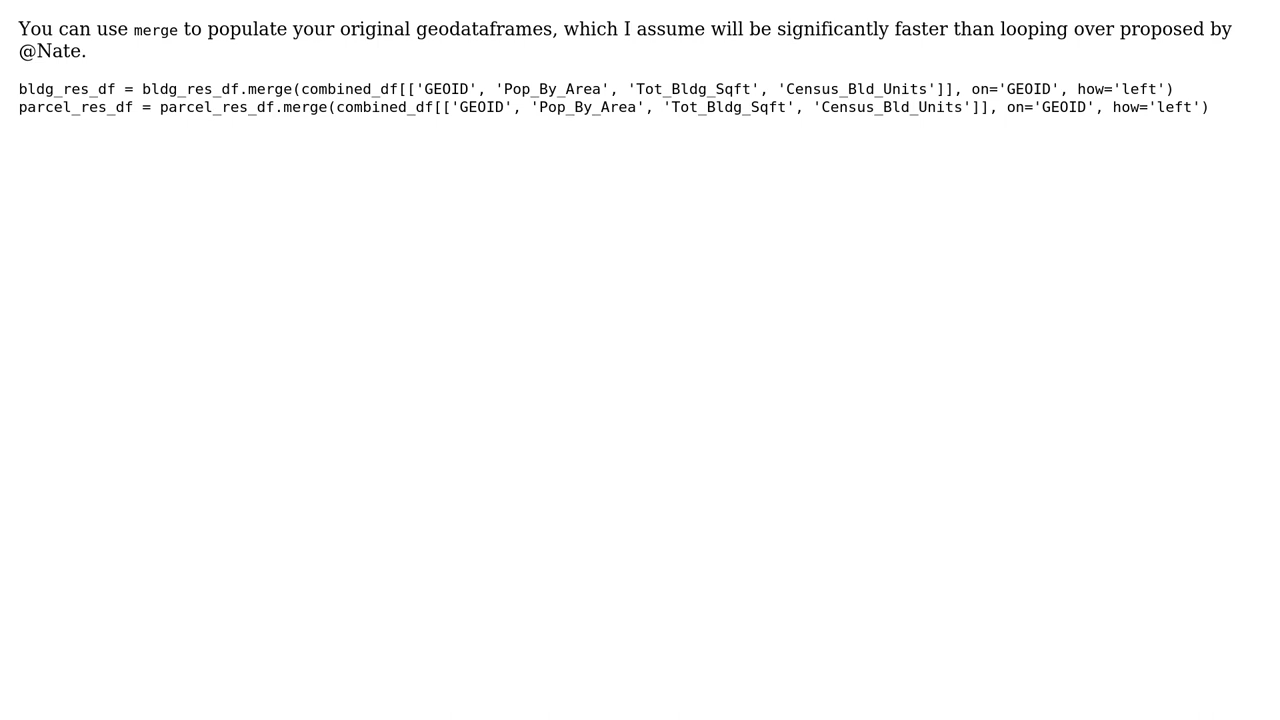 You can use merge to populate your original geodataframes, which I assume will be significantly faster than looping over proposed by
@Nate.
bldg_res_df = bldg_res_df.merge(combined_df[['GEOID', 'Pop_By_Area', 'Tot_Bldg_Sqft', 'Census_Bld_Units']], on='GEOID', how='left')
parcel_res_df = parcel_res_df.merge(combined_df[['GEOID', 'Pop_By_Area', 'Tot_Bldg_Sqft', 'Census_Bld_Units']], on='GEOID', how='left')